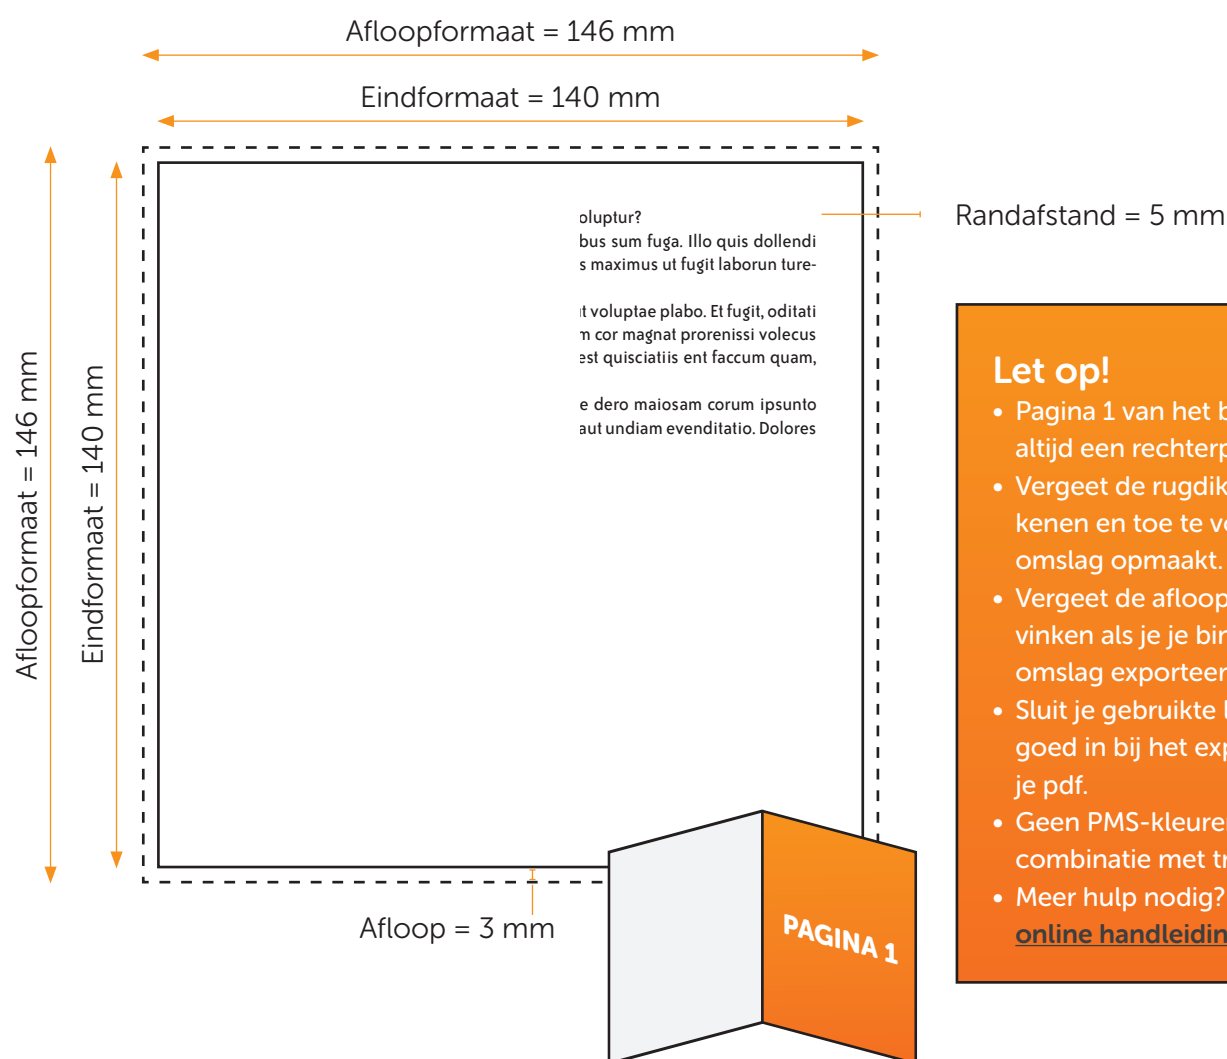 Afloopformaat = 146 mm
Eindformaat = 140 mm
Afloopformaat = 146 mm
Eindformaat = 140 mm
oluptur?
bus sum fuga. Illo quis dollendi
s maximus ut fugit laborun ture-
t voluptae plabo. Et fugit, oditati
m cor magnat prorenissi volecus
est quisciatiis ent faccum quam,
e dero maiosam corum ipsunto
aut undiam evenditatio. Dolores
Randafstand = 5 mm
Let op!
• Pagina 1 van het b
altijd een rechterp
• Vergeet de rugdik
kenen en toe te vo
omslag opmaakt.
• Vergeet de afloop
vinken als je je bin
omslag exporteer
• Sluit je gebruikte l
goed in bij het exp
je pdf.
• Geen PMS-kleuren
combinatie met tr
• Meer hulp nodig?
online handleidin
Afloop = 3 mm
PAGINA 1